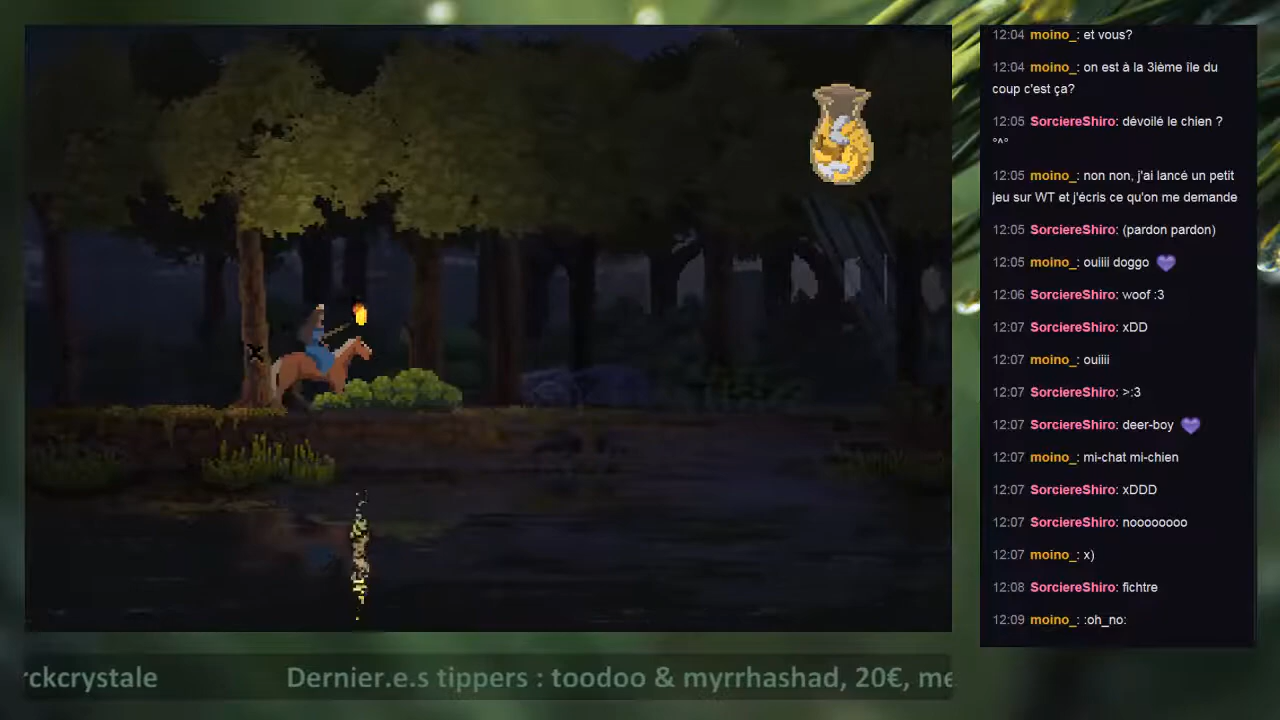 12:04 moino_: et vous?
12:04 moino_: on est à la 3ième île du
coup c'est ça?
12:05 SorciereShiro: dévoilé le chien ?
°^°
12:05 moino_: non non, j'ai lancé un petit
jeu sur WT et j'écris ce qu'on me demande
12:05 SorciereShiro: (pardon pardon)
12:05 moino_: ouiiii doggo
12:06 SorciereShiro: woof :3
12:07 SorciereShiro: xDD
12:07 moino_: ouiiii
12:07 SorciereShiro: >:3
12:07 SorciereShiro: deer-boy
12:07 moino_: mi-chat mi-chien
12:07 SorciereShiro: xDDD
12:07 SorciereShiro: noooooooo
12:07 moino_: x)
12:08 SorciereShiro: fichtre
12:09 moino_: :oh_no:
rckcrystale Dernier.e.s tippers : toodoo & myrrhashad, 20€, me